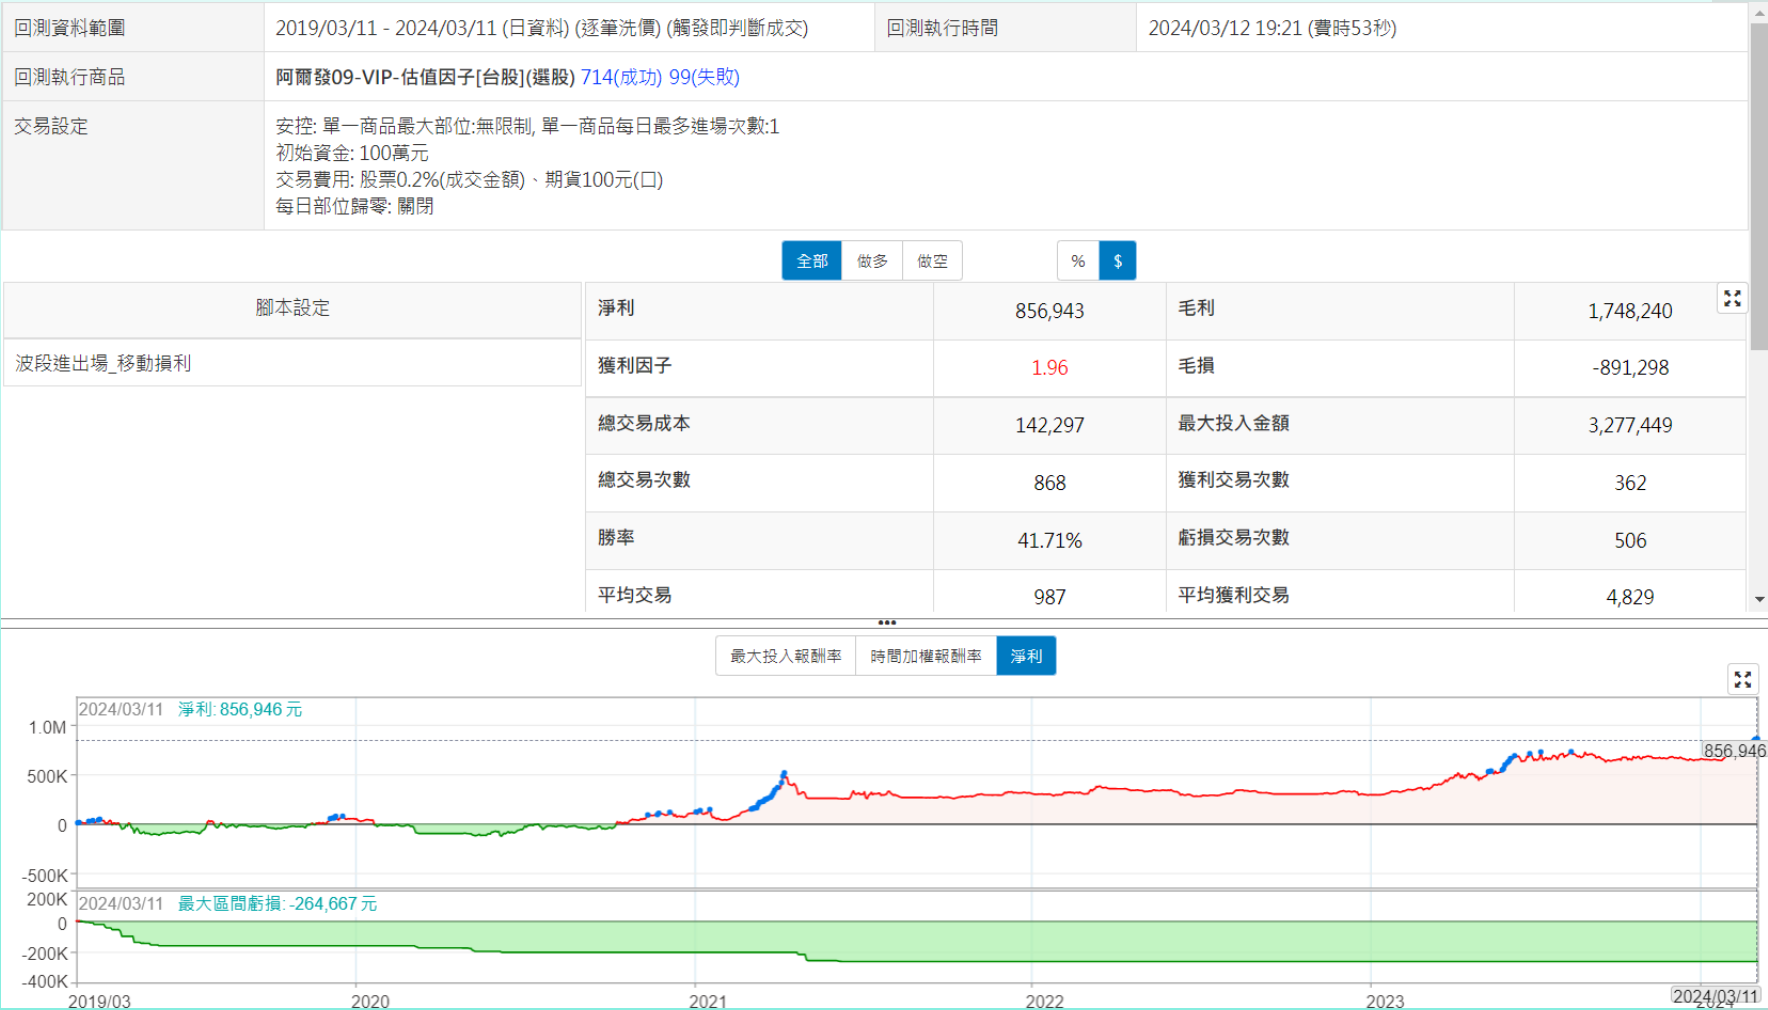 回測資料範圍 2019/03/11 - 2024/03/11 (日資料) (逐筆洗價) (觸發即判斷成交) 回測執行時間 2024/03/12 19:21 (費時53秒)
回測執行商品 阿爾發09-VIP-估值因子[台股](選股) 714(成功) 99(失敗)
交易設定 安控: 單一商品最大部位:無限制, 單一商品每日最多進場次數:1
初始資金: 100萬元
交易費用: 股票0.2%(成交金額)、期貨100元(口)
每日部位歸零: 關閉
全部 做多 做空 % $
腳本設定
波段進出場_移動損利
淨利 856,943 毛利 1,748,240
獲利因子 1.96 毛損 -891,298
總交易成本 142,297 最大投入金額 3,277,449
總交易次數 868 獲利交易次數 362
勝率 41.71% 虧損交易次數 506
平均交易 987 平均獲利交易 4,829
最大投入報酬率 時間加權報酬率 淨利
2024/03/11 淨利: 856,946 元
1.0M
856,946
500K
0
-500K
200K
2024/03/11 最大區間虧損: -264,667 元
0
-200K
-400K
2019/03 2020 2021 2022 2023 2024
2024/03/11